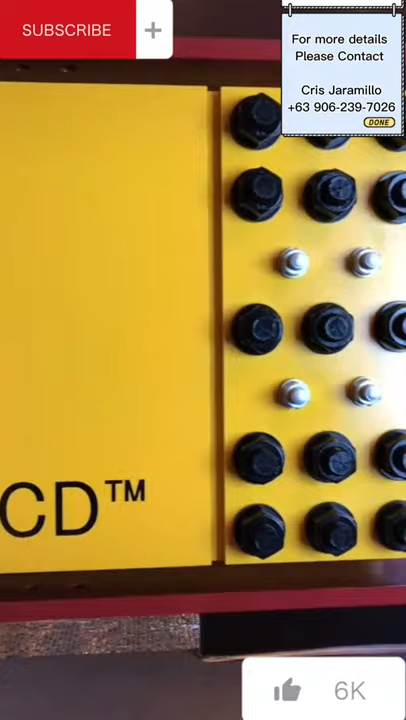 SUBSCRIBE
For more details
Please Contact
Cris Jaramillo
+63 906-239-7026
DONE
CD™
6K